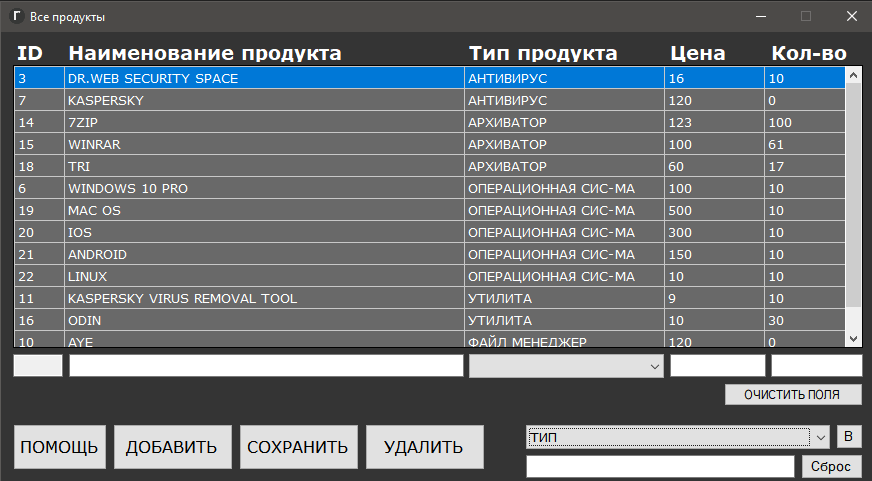 Все продукты
ID Наименование продукта Тип продукта Цена Кол-во
3 DR.WEB SECURITY SPACE АНТИВИРУС 16 10
7 KASPERSKY АНТИВИРУС 120 0
14 7ZIP АРХИВАТОР 123 100
15 WINRAR АРХИВАТОР 100 61
18 TRI АРХИВАТОР 60 17
6 WINDOWS 10 PRO ОПЕРАЦИОННАЯ СИС-МА 100 10
19 MAC OS ОПЕРАЦИОННАЯ СИС-МА 500 10
20 IOS ОПЕРАЦИОННАЯ СИС-МА 300 10
21 ANDROID ОПЕРАЦИОННАЯ СИС-МА 150 10
22 LINUX ОПЕРАЦИОННАЯ СИС-МА 10 10
11 KASPERSKY VIRUS REMOVAL TOOL УТИЛИТА 9 10
16 ODIN УТИЛИТА 10 30
10 AYE ФАЙЛ МЕНЕДЖЕР 120 0
ОЧИСТИТЬ ПОЛЯ
ПОМОЩЬ ДОБАВИТЬ СОХРАНИТЬ УДАЛИТЬ
ТИП В
Сброс